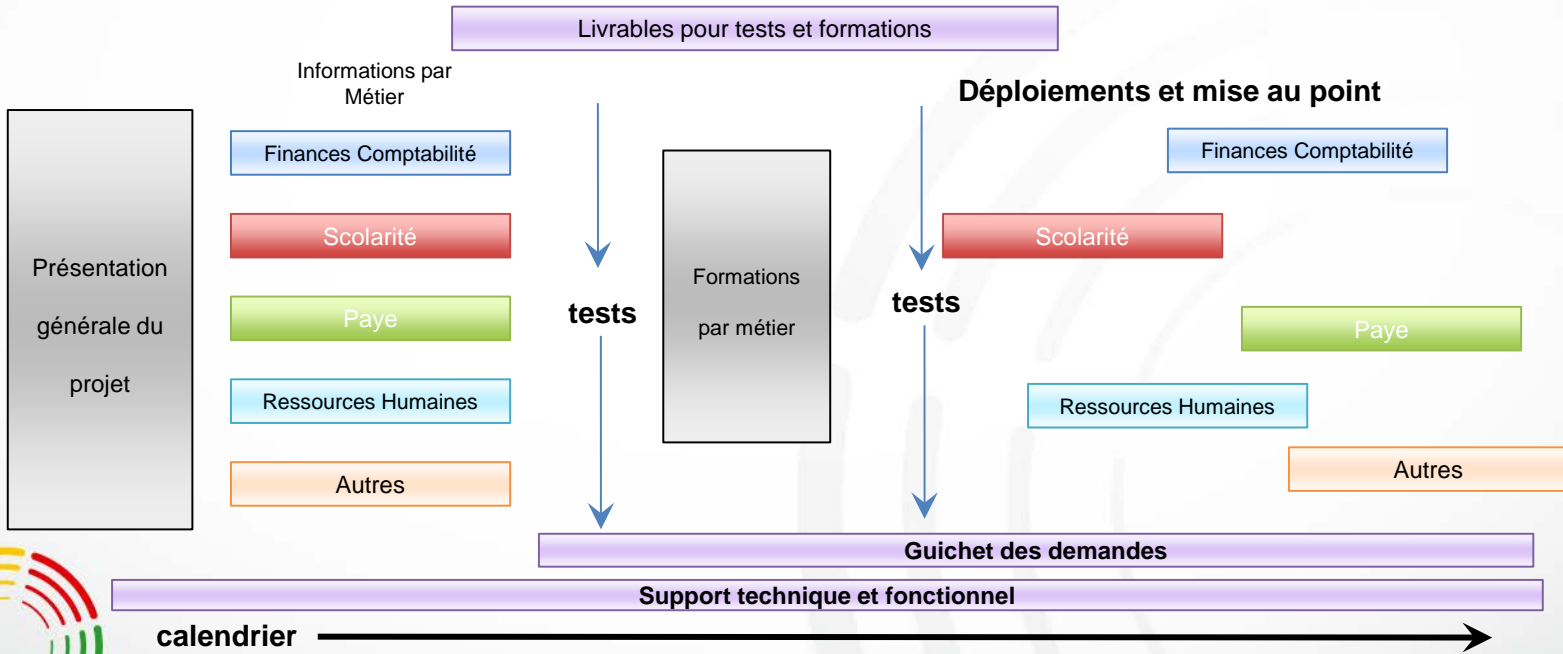 Livrables pour tests et formations
Informations par
Métier
Déploiements et mise au point
Présentation
générale du
projet
Finances Comptabilité
Scolarité
Paye
Ressources Humaines
Autres
tests
Formations
par métier
tests
Finances Comptabilité
Scolarité
Paye
Ressources Humaines
Autres
Guichet des demandes
Support technique et fonctionnel
calendrier